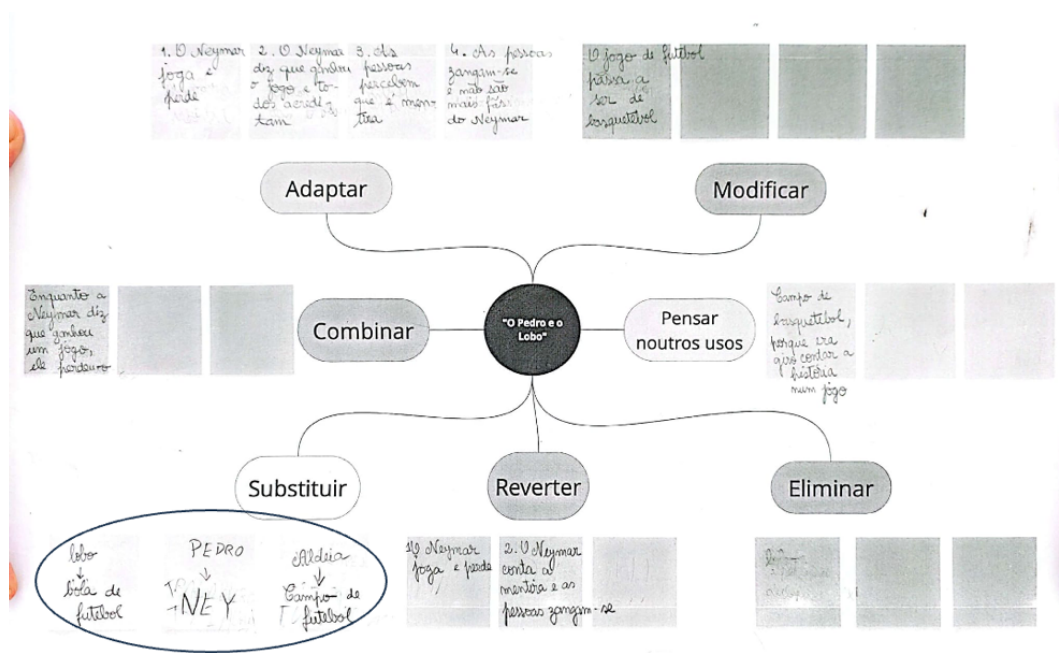 1. O Neymar
joga e
perde
2. O Neyma
diz que ganhou
o jogo e to-
dos acredi-
tam
3. As
pessoas
percebem
que é men-
tira
4. As pessoas
zangam-se
e não são
mais fãs
do Neymar
O jogo de futebol
passa a
ser de
basquetebol
Adaptar
Modificar
Enquanto a
Neymar diz
que ganhou
um jogo,
ele perdeu
Combinar
"O Pedro e o
Lobo"
Pensar
noutros usos
Campo de
basquetebol,
porque era
giro contar a
história
num jogo
Substituir
Reverter
Eliminar
lobo
bola de
futebol
PEDRO
NEY
Aldeia
Campo de
futebol
O Neymar
joga e perde
2. O Neymar
conta a
mentira e as
pessoas zangam-se